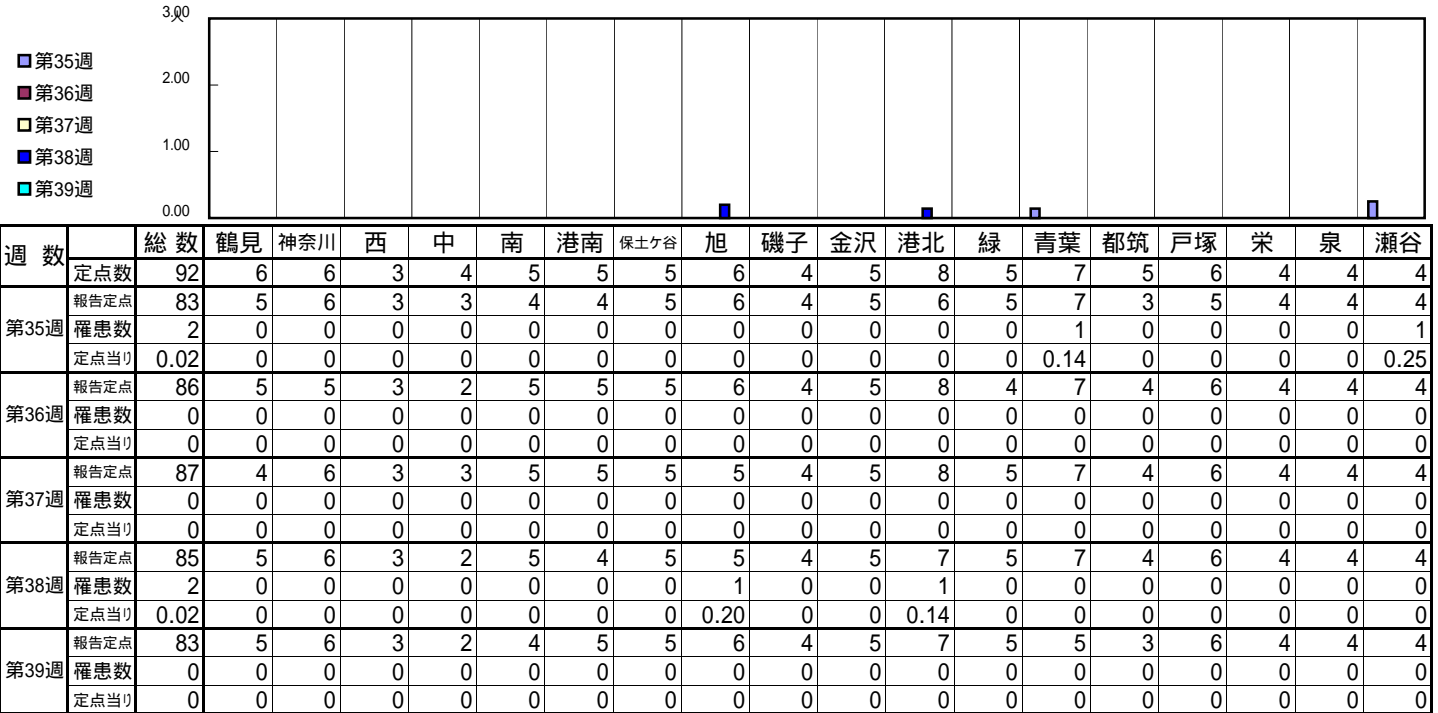 人
3.00
2.00
1.00
0.00
第35週
第36週
第37週
第38週
第39週
週 数 総 数 鶴見 神奈川 西 中 南 港南 保土ケ谷 旭 磯子 金沢 港北 緑 青葉 都筑 戸塚 栄 泉 瀬谷
定点数 92 6 6 3 4 5 5 5 6 4 5 8 5 7 5 6 4 4 4
第35週 報告定点 83 5 6 3 3 4 4 5 6 4 5 6 5 7 3 5 4 4 4
罹患数 2 0 0 0 0 0 0 0 0 0 0 0 0 1 0 0 0 0 1
定点当り 0.02 0 0 0 0 0 0 0 0 0 0 0 0 0.14 0 0 0 0 0.25
第36週 報告定点 86 5 5 3 2 5 5 5 6 4 5 8 4 7 4 6 4 4 4
罹患数 0 0 0 0 0 0 0 0 0 0 0 0 0 0 0 0 0 0 0
定点当り 0 0 0 0 0 0 0 0 0 0 0 0 0 0 0 0 0 0 0
第37週 報告定点 87 4 6 3 3 5 5 5 5 4 5 8 5 7 4 6 4 4 4
罹患数 0 0 0 0 0 0 0 0 0 0 0 0 0 0 0 0 0 0 0
定点当り 0 0 0 0 0 0 0 0 0 0 0 0 0 0 0 0 0 0 0
第38週 報告定点 85 5 6 3 2 5 4 5 5 4 5 7 5 7 4 6 4 4 4
罹患数 2 0 0 0 0 0 0 0 1 0 0 1 0 0 0 0 0 0 0
定点当り 0.02 0 0 0 0 0 0 0 0.20 0 0 0.14 0 0 0 0 0 0 0
第39週 報告定点 83 5 6 3 2 4 5 5 6 4 5 7 5 5 3 6 4 4 4
罹患数 0 0 0 0 0 0 0 0 0 0 0 0 0 0 0 0 0 0 0
定点当り 0 0 0 0 0 0 0 0 0 0 0 0 0 0 0 0 0 0 0